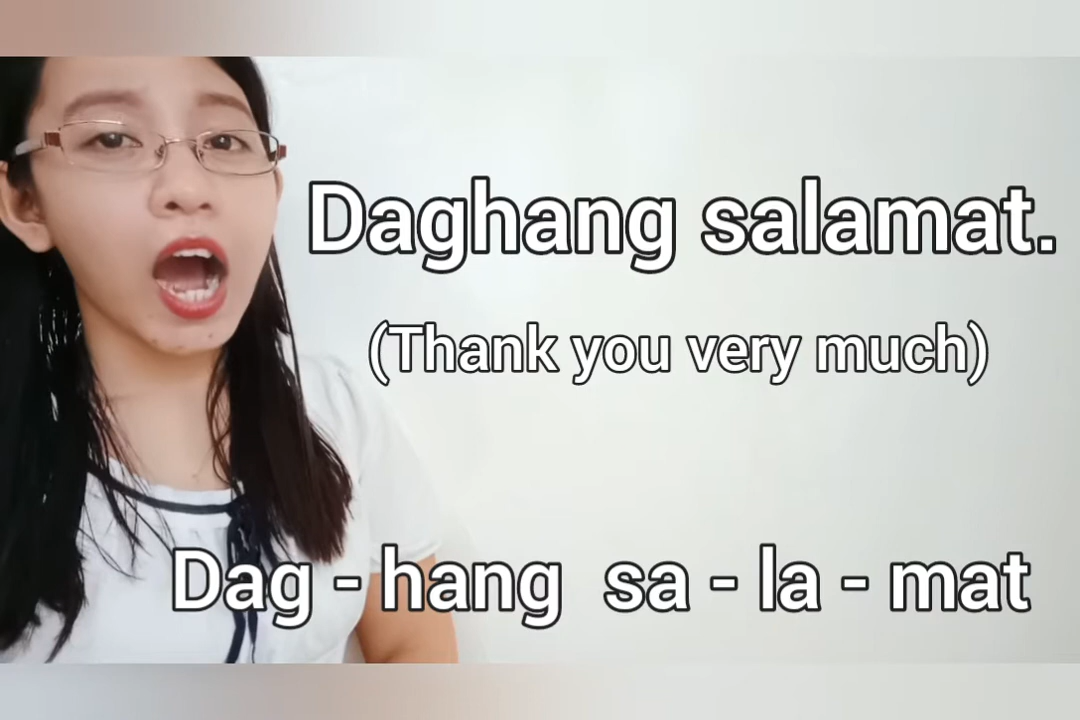 Daghang salamat.
(Thank you very much)
Dag - hang sa - la - mat